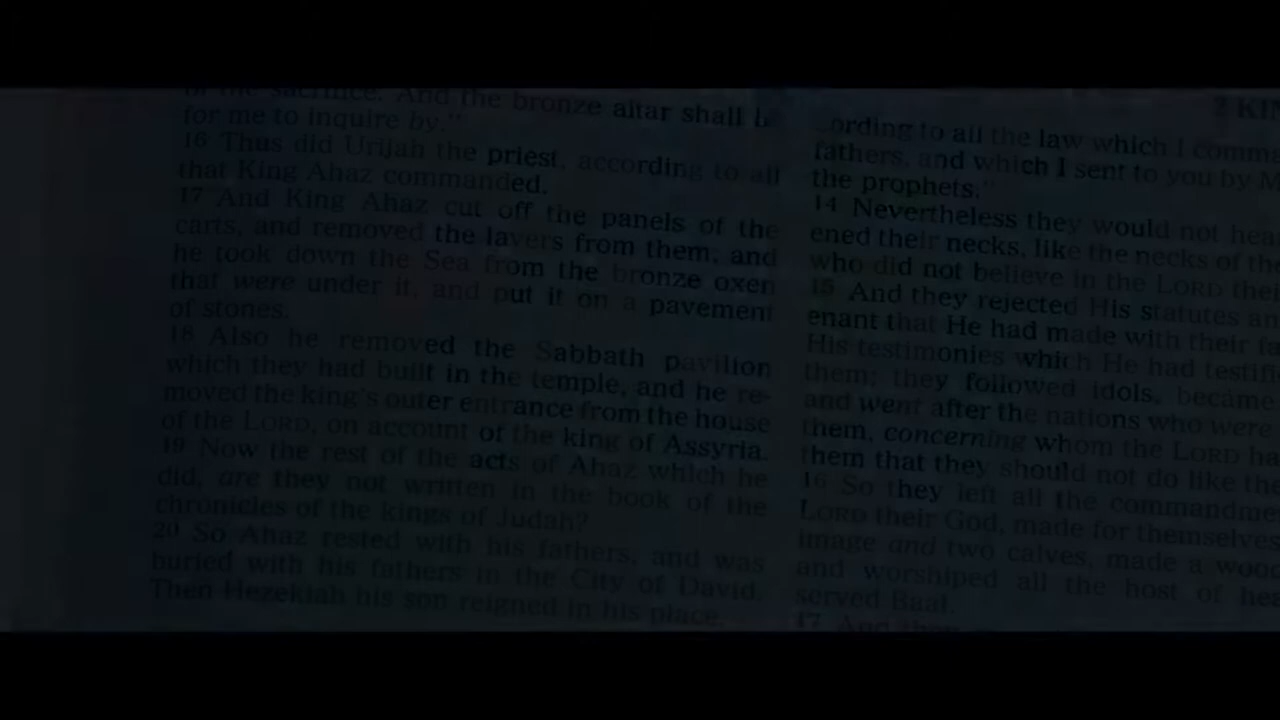 of the sacrifice. And the bronze altar shall be
for me to inquire by."
16 Thus did Urijah the priest, according to all
that King Ahaz commanded.
17 And King Ahaz cut off the panels of the
carts, and removed the lavers from them; and
he took down the Sea from the bronze oxen
that were under it, and put it on a pavement
of stones.
18 Also he removed the Sabbath pavilion
which they had built in the temple, and he re-
moved the king's outer entrance from the house
of the LORD, on account of the king of Assyria.
19 Now the rest of the acts of Ahaz which he
did, are they not written in the book of the
chronicles of the kings of Judah?
20 So Ahaz rested with his fathers, and was
buried with his fathers in the City of David.
Then Hezekiah his son reigned in his place.
2 KIN
ording to all the law which I comma
fathers, and which I sent to you by M
the prophets."
14 Nevertheless they would not hea
ened their necks, like the necks of the
who did not believe in the LORD thei
15 And they rejected His statutes an
enant that He had made with their fa
His testimonies which He had testifi
them; they followed idols, became
and went after the nations who were
them, concerning whom the LORD ha
them that they should not do like the
16 So they left all the commandme
LORD their God, made for themselves
image and two calves, made a wood
and worshiped all the host of hea
served Baal.
17 And they